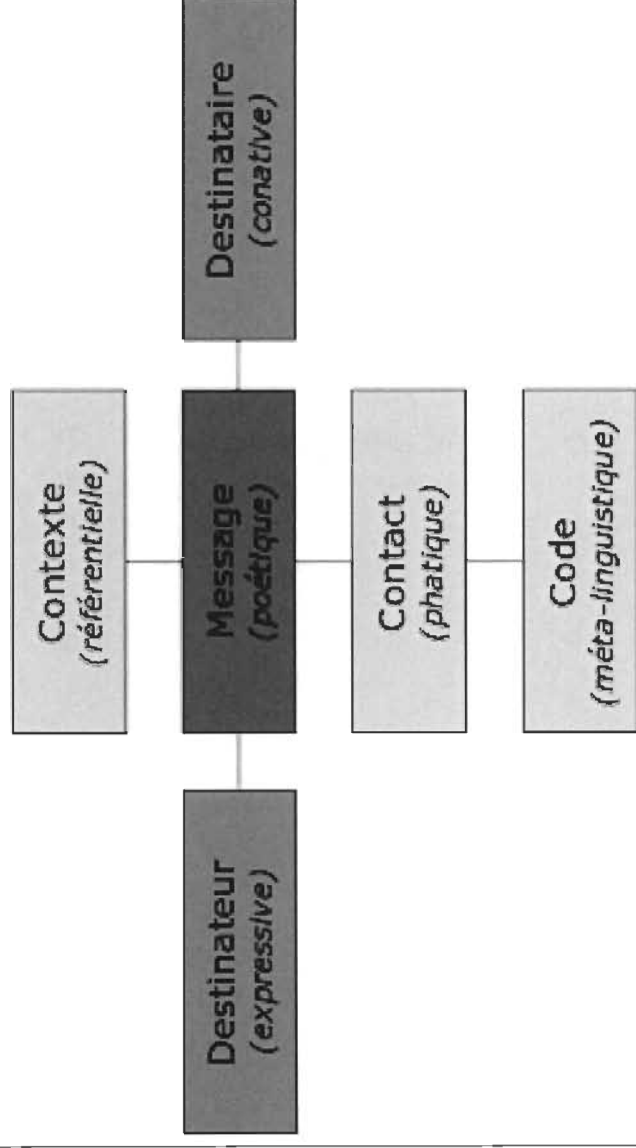 Contexte
(référentielle)
Destinateur
(expressive)
Message
(poétique)
Destinataire
(conative)
Contact
(phatique)
Code
(méta-linguistique)